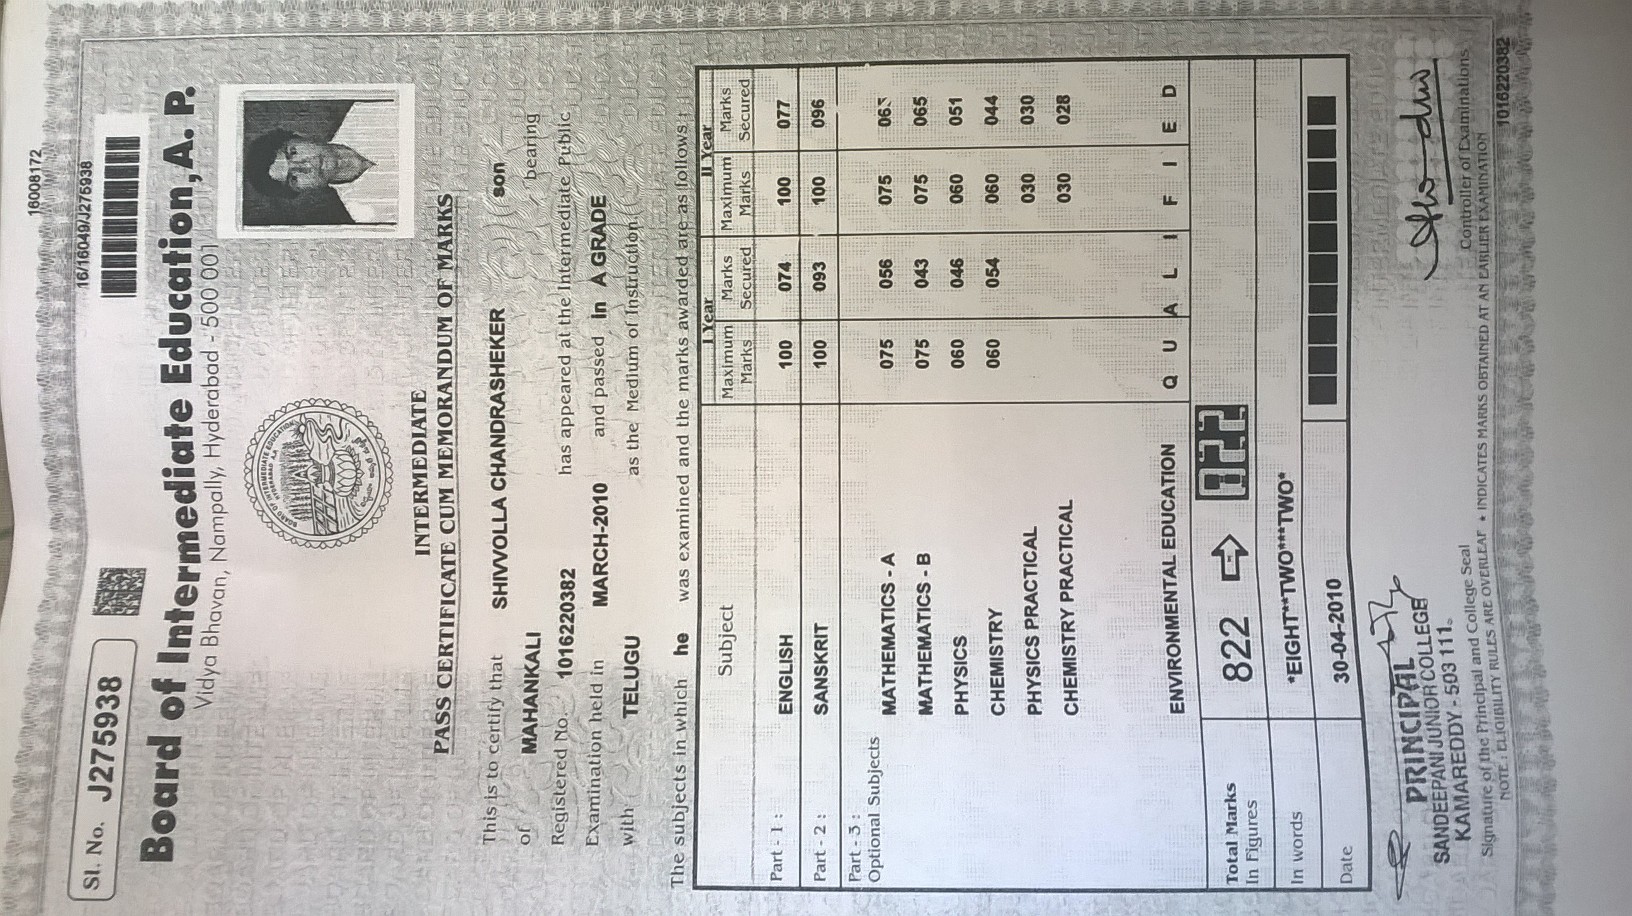 16008172
Sl. No. J275938
16/16049/J275938
Board of Intermediate Education, A. P.
Vidya Bhavan, Nampally, Hyderabad - 500 001
BOARD OF INTERMEDIATE EDUCATION
HYDERABAD A.P.
INTERMEDIATE
PASS CERTIFICATE CUM MEMORANDUM OF MARKS
This is to certify that SHIVOLLA CHANDRASHEKER son
of MAHANKALI bearing
Registered No. 1016220382 has appeared at the Intermediate Public
Examination held in MARCH-2010 and passed in A GRADE
with TELUGU as the Medium of Instruction.
The subjects in which he was examined and the marks awarded are as follows :
Subject I Year II Year
Maximum Marks Marks Secured Maximum Marks Marks Secured
Part - 1 : ENGLISH 100 074 100 077
Part - 2 : SANSKRIT 100 093 100 096
Part - 3 :
Optional Subjects
MATHEMATICS - A 075 056 075 065
MATHEMATICS - B 075 043 075 065
PHYSICS 060 046 060 051
CHEMISTRY 060 054 060 044
PHYSICS PRACTICAL 030 030
CHEMISTRY PRACTICAL 030 028
ENVIRONMENTAL EDUCATION Q U A L I F I E D
Total Marks
In Figures 822 822
In words *EIGHT**TWO***TWO*
Date 30-04-2010
PRINCIPAL
SANDEEPANI JUNIOR COLLEGE
KAMAREDDY - 503 111.
Signature of the Principal and College Seal
Controller of Examinations
NOTE : ELIGIBILITY RULES ARE OVERLEAF * INDICATES MARKS OBTAINED AT AN EARLIER EXAMINATION
1016220382